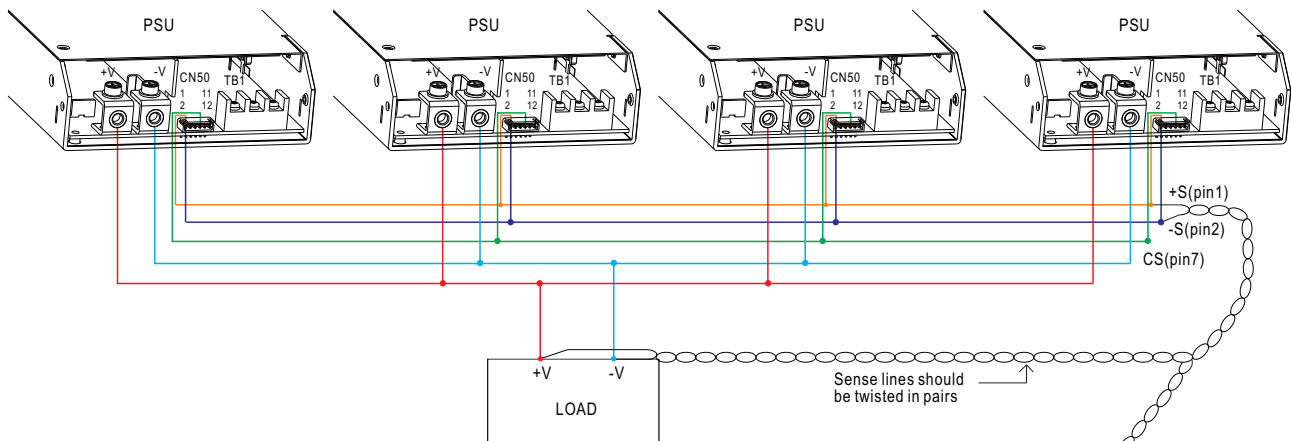 PSU
PSU
PSU
PSU
+V -V CN50 TB1
1 11
2 12
+V -V CN50 TB1
1 11
2 12
+V -V CN50 TB1
1 11
2 12
+V -V CN50 TB1
1 11
2 12
+S(pin1)
-S(pin2)
CS(pin7)
+V -V
LOAD
Sense lines should
be twisted in pairs